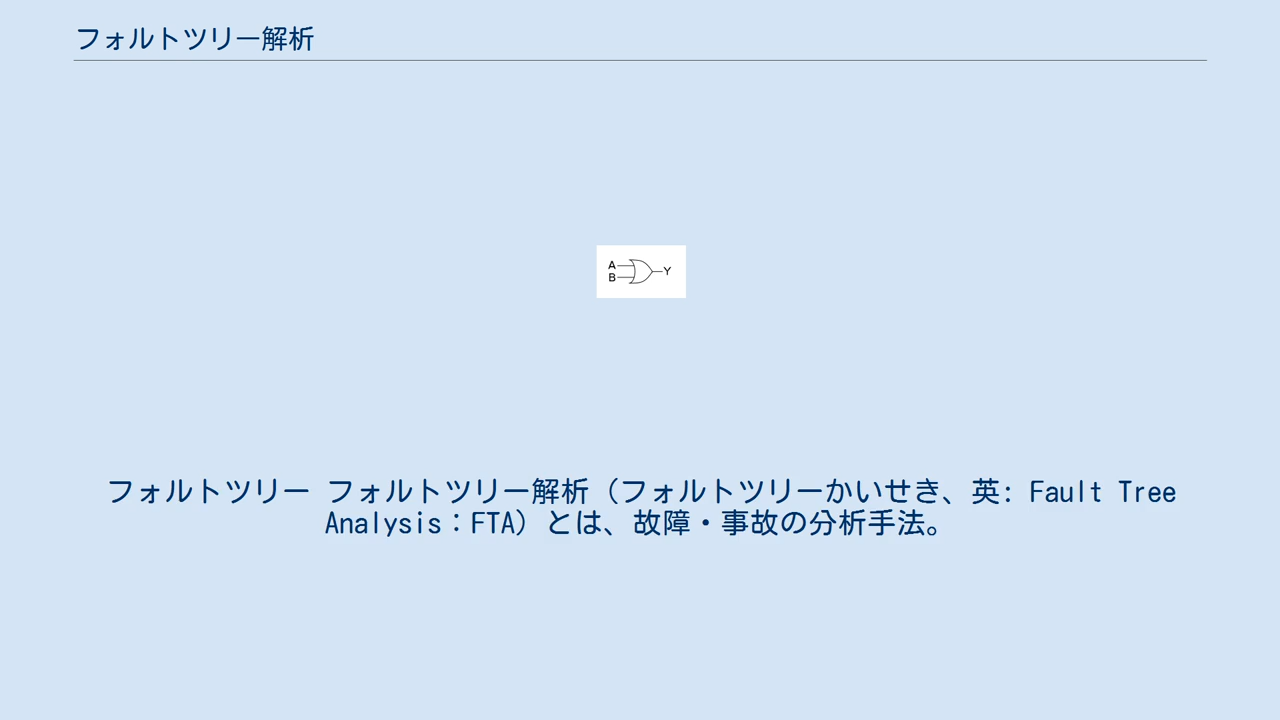 フォルトツリー解析
A
B
Y
フォルトツリー フォルトツリー解析（フォルトツリーかいせき、英: Fault Tree
Analysis：FTA）とは、故障・事故の分析手法。